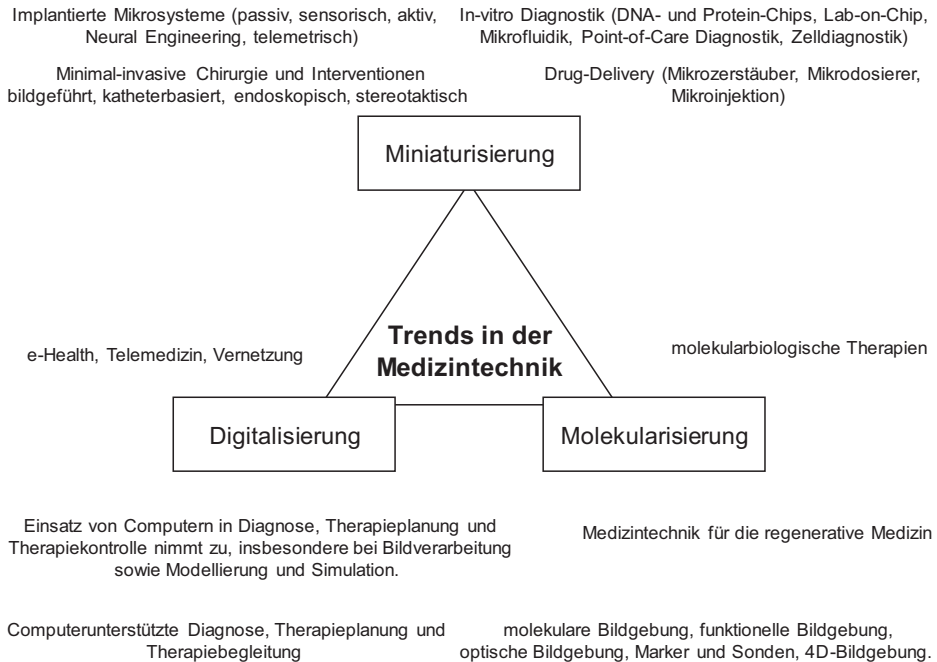 Implantierte Mikrosysteme (passiv, sensorisch, aktiv,
Neural Engineering, telemetrisch)
In-vitro Diagnostik (DNA- und Protein-Chips, Lab-on-Chip,
Mikrofluidik, Point-of-Care Diagnostik, Zelldiagnostik)
Minimal-invasive Chirurgie und Interventionen
bildgeführt, katheterbasiert, endoskopisch, stereotaktisch
Drug-Delivery (Mikrozerstäuber, Mikrodosierer,
Mikroinjektion)
Miniaturisierung
Trends in der
Medizintechnik
e-Health, Telemedizin, Vernetzung
molekularbiologische Therapien
Digitalisierung
Molekularisierung
Einsatz von Computern in Diagnose, Therapieplanung und
Therapiekontrolle nimmt zu, insbesondere bei Bildverarbeitung
sowie Modellierung und Simulation.
Medizintechnik für die regenerative Medizin
Computerunterstützte Diagnose, Therapieplanung und
Therapiebegleitung
molekulare Bildgebung, funktionelle Bildgebung,
optische Bildgebung, Marker und Sonden, 4D-Bildgebung.